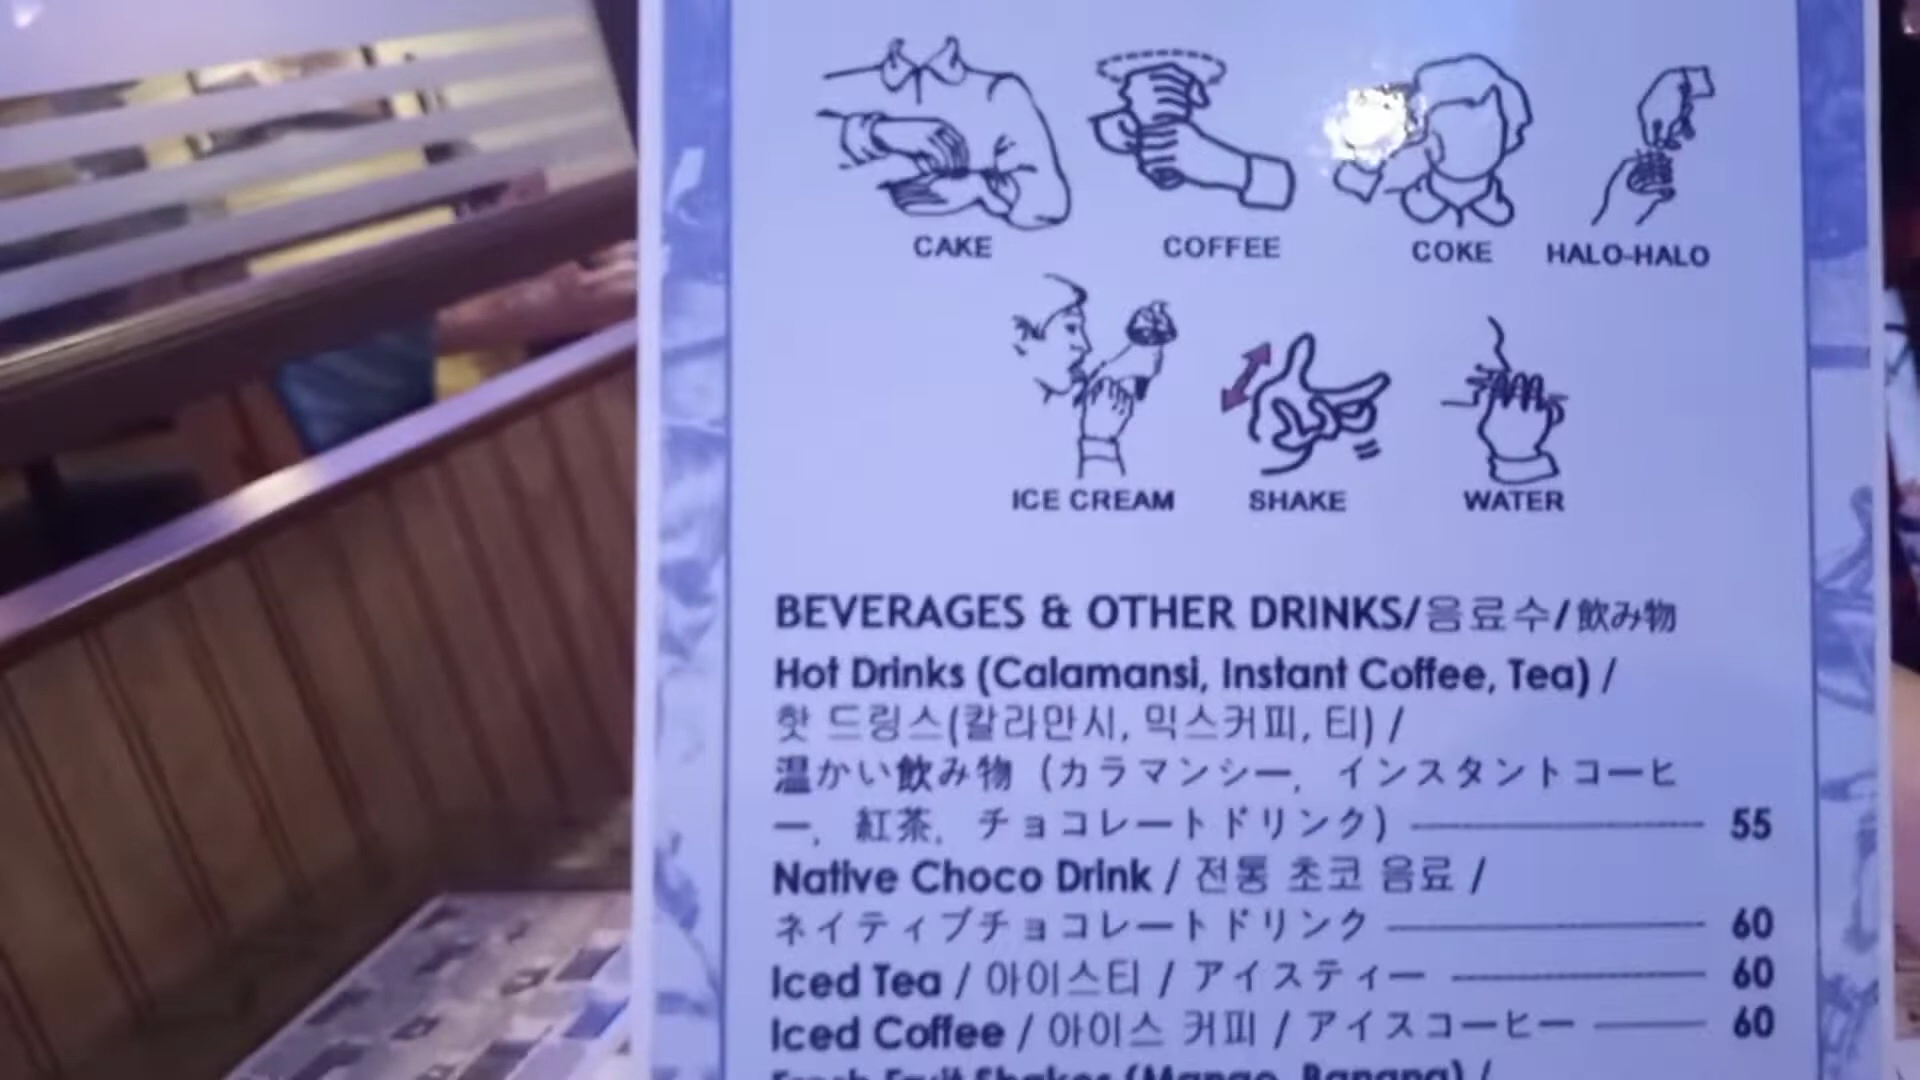 CAKE COFFEE COKE HALO-HALO
ICE CREAM SHAKE WATER
BEVERAGES & OTHER DRINKS/음료수/飲み物
Hot Drinks (Calamansi, Instant Coffee, Tea) /
핫 드링스(칼라만시, 믹스커피, 티) /
温かい飲み物（カラマンシー, インスタントコーヒ
ー, 紅茶, チョコレートドリンク) 55
Native Choco Drink / 전통 초코 음료 /
ネイティブチョコレートドリンク 60
Iced Tea / 아이스티 / アイスティー 60
Iced Coffee / 아이스 커피 / アイスコーヒー 60
Fresh Fruit Shakes (Mango, Banana) /